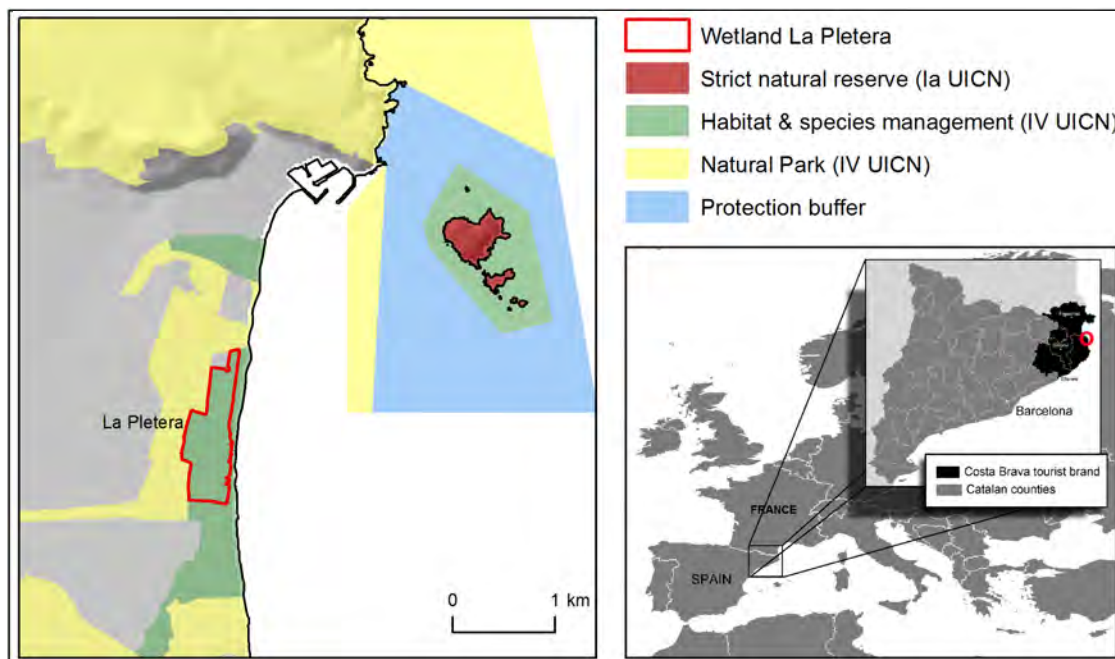 La Pletera
0 1 km
Wetland La Pletera
Strict natural reserve (Ia UICN)
Habitat & species management (IV UICN)
Natural Park (IV UICN)
Protection buffer
Barcelona
Costa Brava tourist brand
Catalan counties
FRANCE
SPAIN